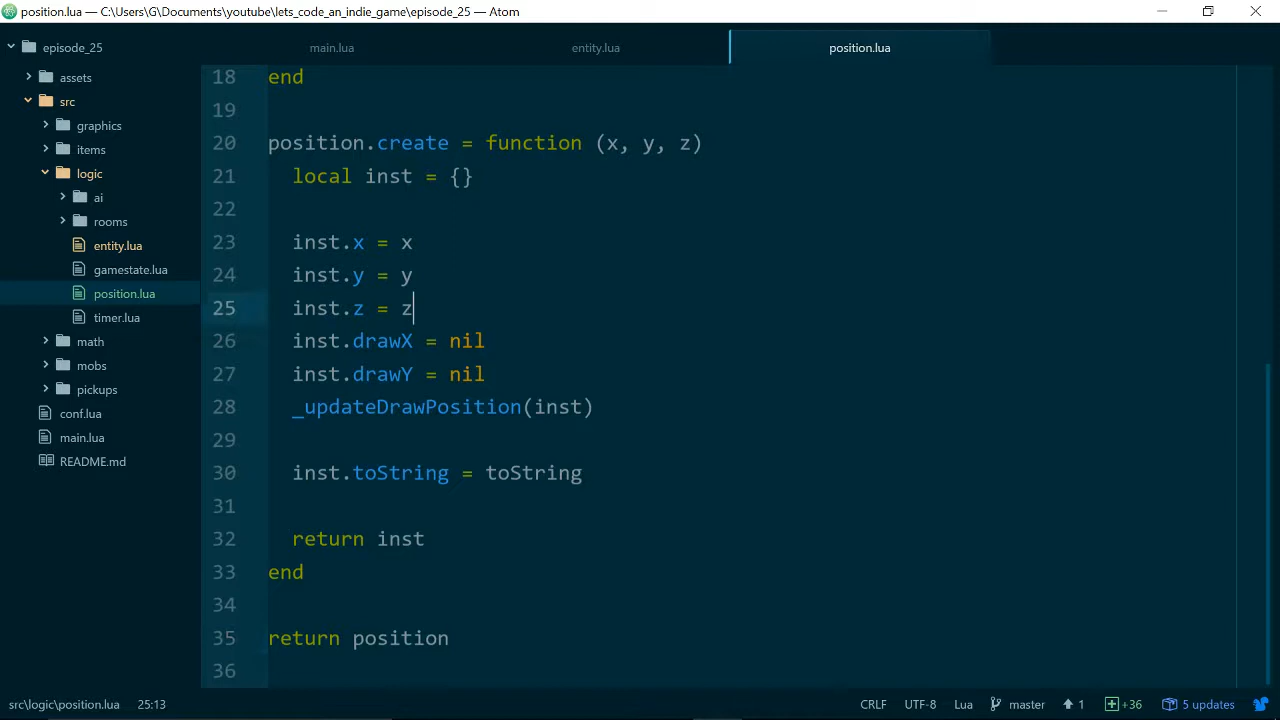 position.lua — C:\Users\G\Documents\youtube\lets_code_an_indie_game\episode_25 — Atom
episode_25
main.lua
entity.lua
position.lua
assets
src
graphics
items
logic
ai
rooms
entity.lua
gamestate.lua
position.lua
timer.lua
math
mobs
pickups
conf.lua
main.lua
README.md
18 end
19
20 position.create = function (x, y, z)
21 local inst = {}
22
23 inst.x = x
24 inst.y = y
25 inst.z = z
26 inst.drawX = nil
27 inst.drawY = nil
28 _updateDrawPosition(inst)
29
30 inst.toString = toString
31
32 return inst
33 end
34
35 return position
36
src\logic\position.lua 25:13 CRLF UTF-8 Lua master 1 +36 5 updates